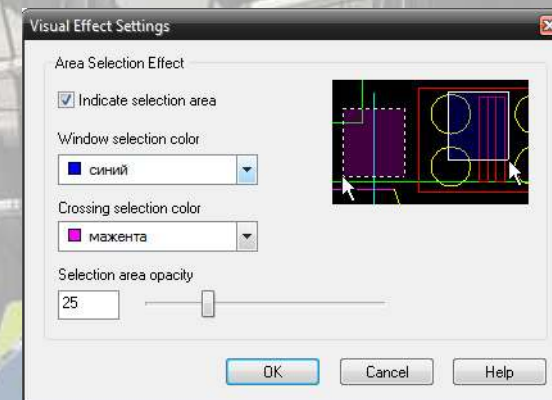 Visual Effect Settings
Area Selection Effect
Indicate selection area
Window selection color
синий
Crossing selection color
мажента
Selection area opacity
25
OK
Cancel
Help